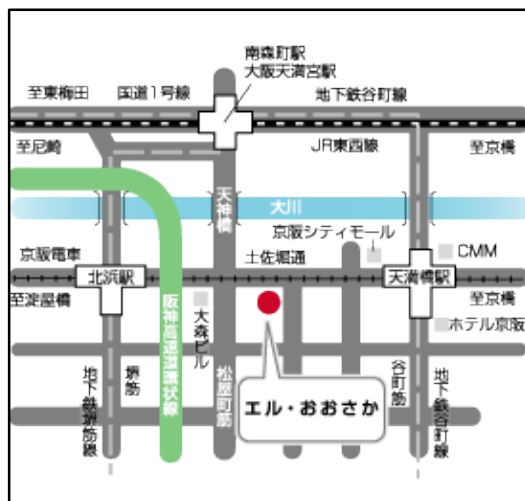 南森町駅
大阪天満宮駅
至東梅田
国道1号線
地下鉄谷町線
至尼崎
JR東西線
至京橋
天神橋
大川
京阪シティモール
京阪電車
土佐堀通
CMM
北浜駅
天満橋駅
至淀屋橋
至京橋
阪神高速道環状線
大森ビル
ホテル京阪
地下鉄堺筋線
堺筋
松屋町筋
エル・おおさか
谷町筋
地下鉄谷町線